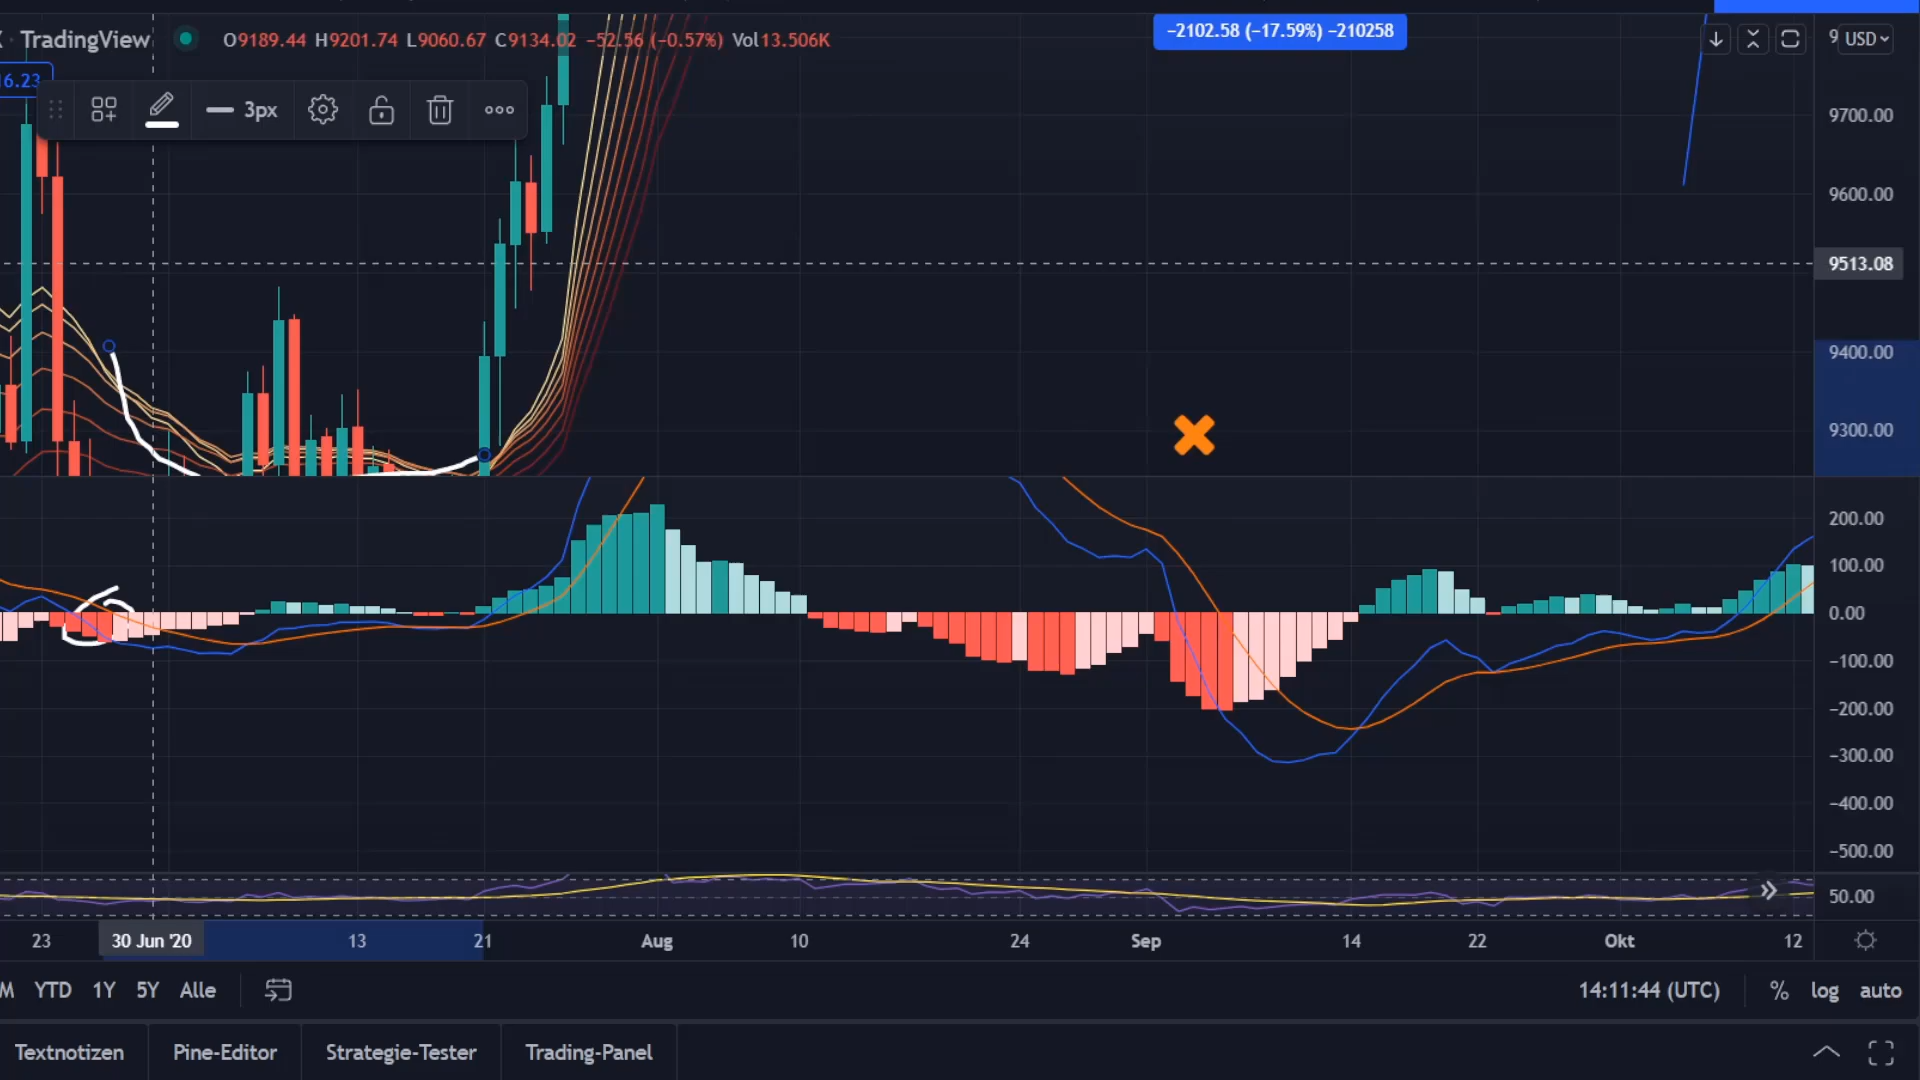 TradingView O9189.44 H9201.74 L9060.67 C9134.02 −52.56 (−0.57%) Vol13.506K
−2102.58 (−17.59%) −210258
USD
16.23
3px
9700.00
9600.00
9513.08
9400.00
9300.00
200.00
100.00
0.00
−100.00
−200.00
−300.00
−400.00
−500.00
50.00
23 30 Jun '20 13 21 Aug 10 24 Sep 14 22 Okt 12
M YTD 1Y 5Y Alle 14:11:44 (UTC) % log auto
Textnotizen Pine-Editor Strategie-Tester Trading-Panel